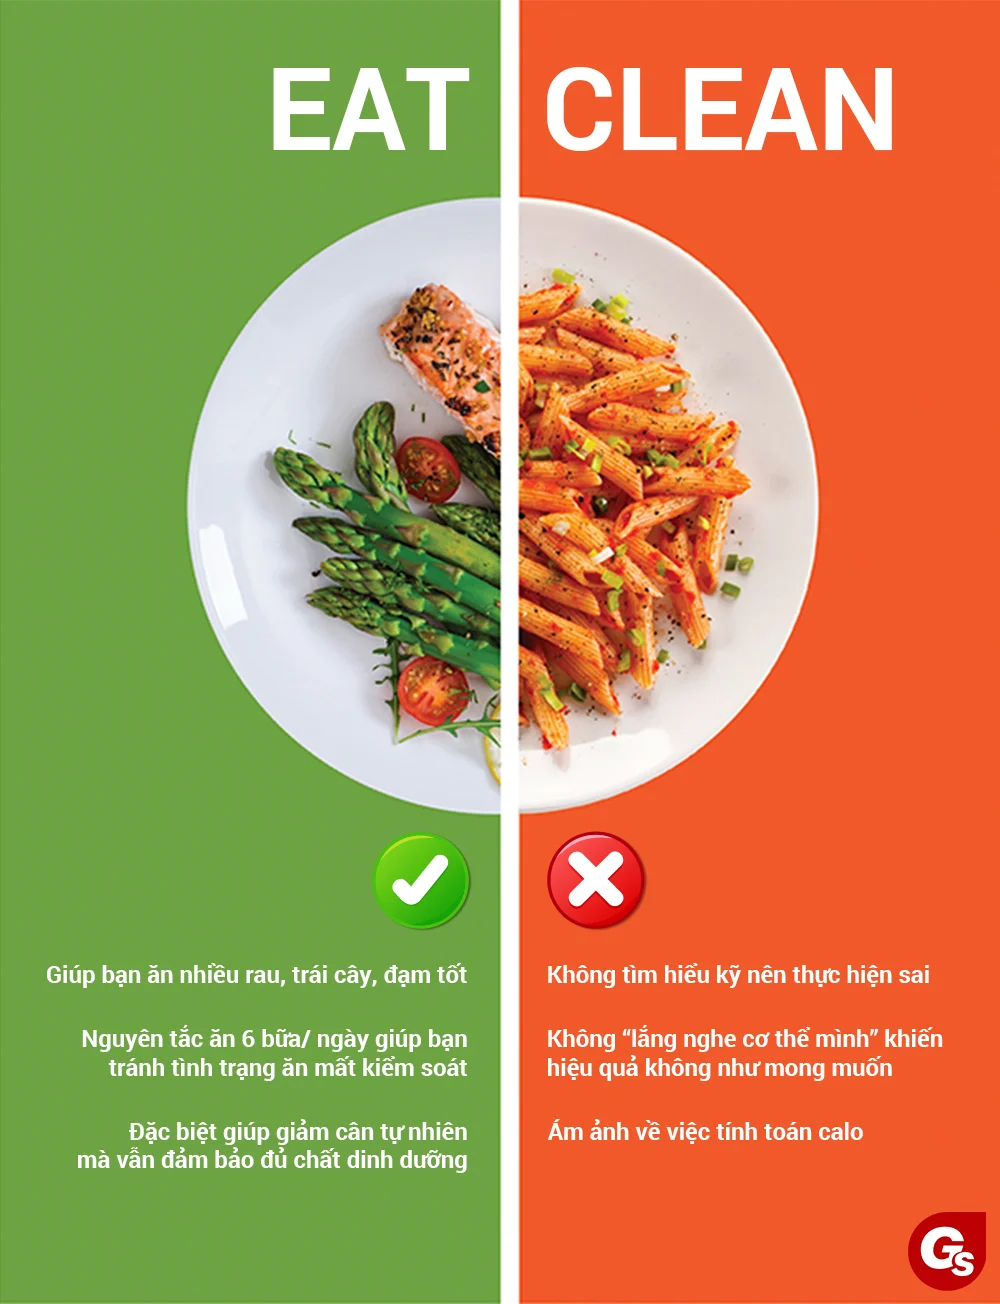 EAT CLEAN
Giúp bạn ăn nhiều rau, trái cây, đạm tốt
Nguyên tắc ăn 6 bữa/ ngày giúp bạn
tránh tình trạng ăn mất kiểm soát
Đặc biệt giúp giảm cân tự nhiên
mà vẫn đảm bảo đủ chất dinh dưỡng
Không tìm hiểu kỹ nên thực hiện sai
Không “lắng nghe cơ thể mình” khiến
hiệu quả không như mong muốn
Ám ảnh về việc tính toán calo
Gs